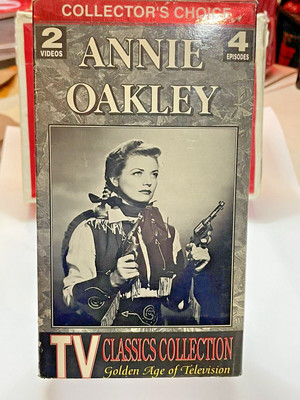 COLLECTOR'S CHOICE
2
VIDEOS
4
EPISODES
ANNIE
OAKLEY
TV CLASSICS COLLECTION
Golden Age of Television